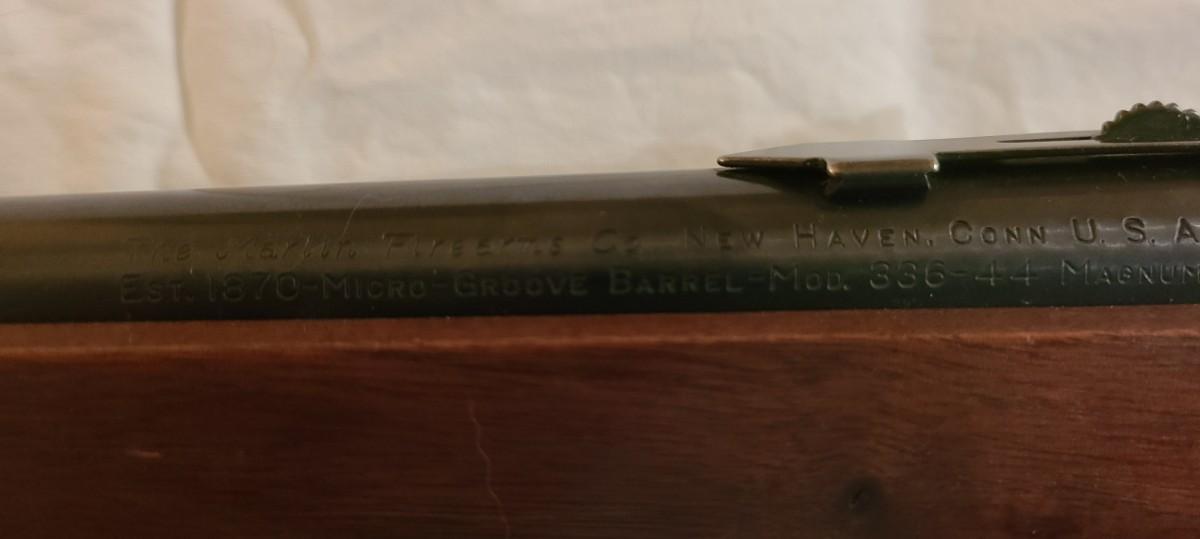 The Marlin Firearms Co New Haven, Conn U. S. A
Est. 1870-Micro-Groove Barrel-Mod. 336-44 Magnum